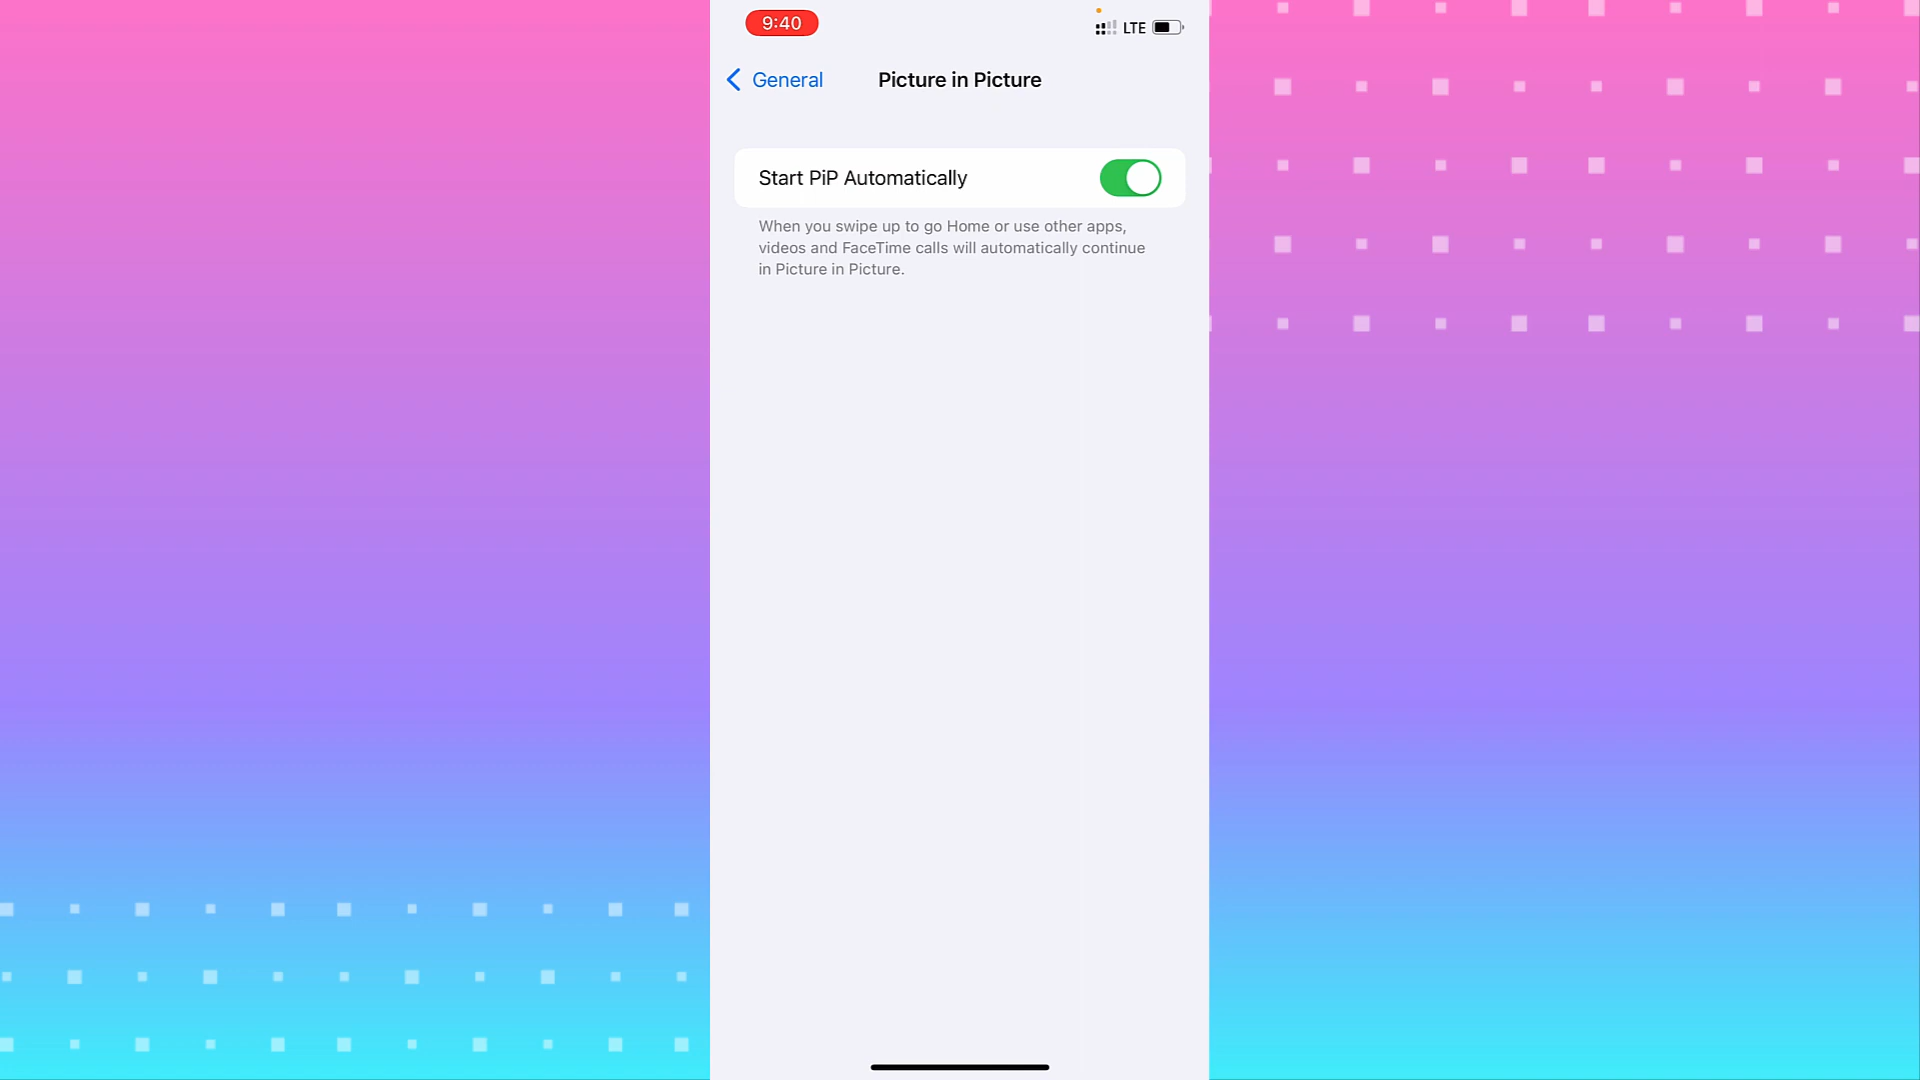 9:40
LTE
General
Picture in Picture
Start PiP Automatically
When you swipe up to go Home or use other apps,
videos and FaceTime calls will automatically continue
in Picture in Picture.